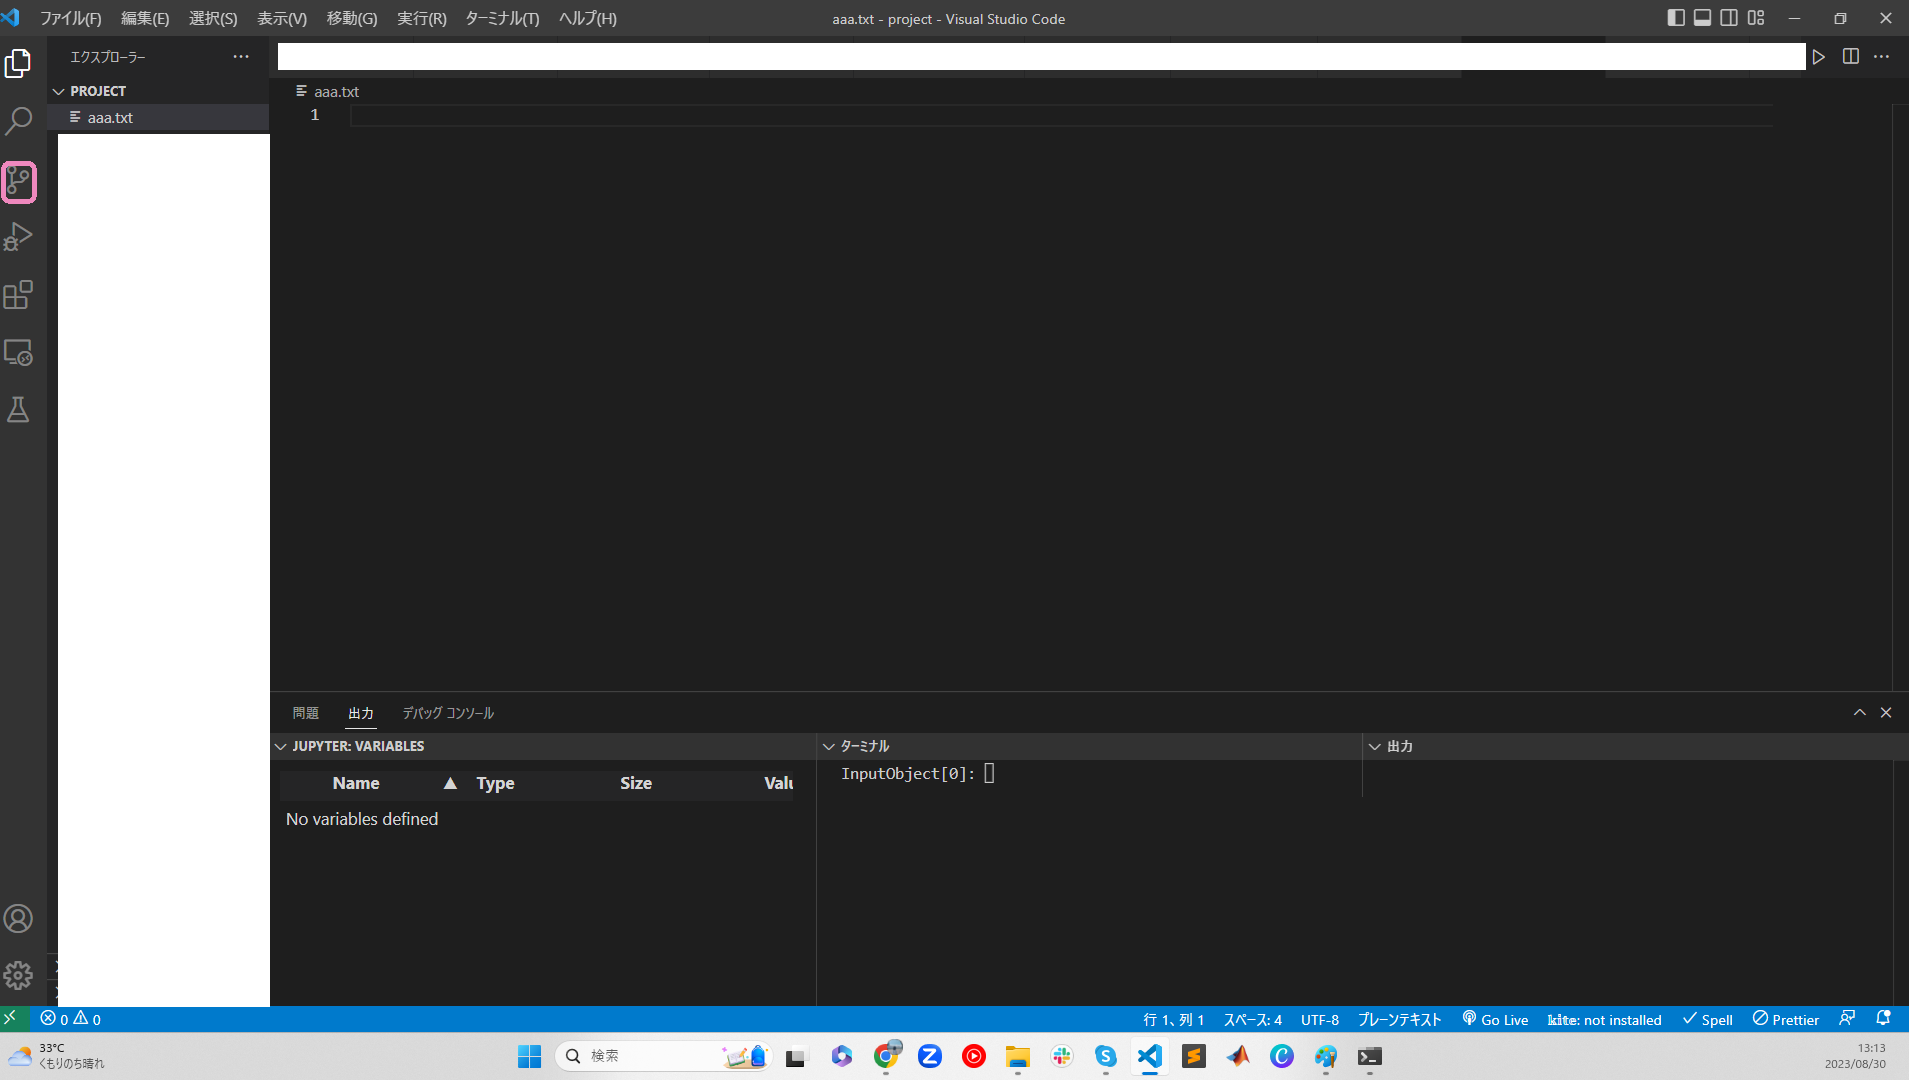 ファイル(F) 編集(E) 選択(S) 表示(V) 移動(G) 実行(R) ターミナル(T) ヘルプ(H) aaa.txt - project - Visual Studio Code
エクスプローラー
PROJECT
aaa.txt
aaa.txt
1
問題 出力 デバッグ コンソール
JUPYTER: VARIABLES
Name Type Size Valu
No variables defined
ターミナル
InputObject[0]:
出力
0 0 行 1、列 1 スペース: 4 UTF-8 プレーンテキスト Go Live kite: not installed Spell Prettier
33°C
くもりのち晴れ
検索
13:13
2023/08/30